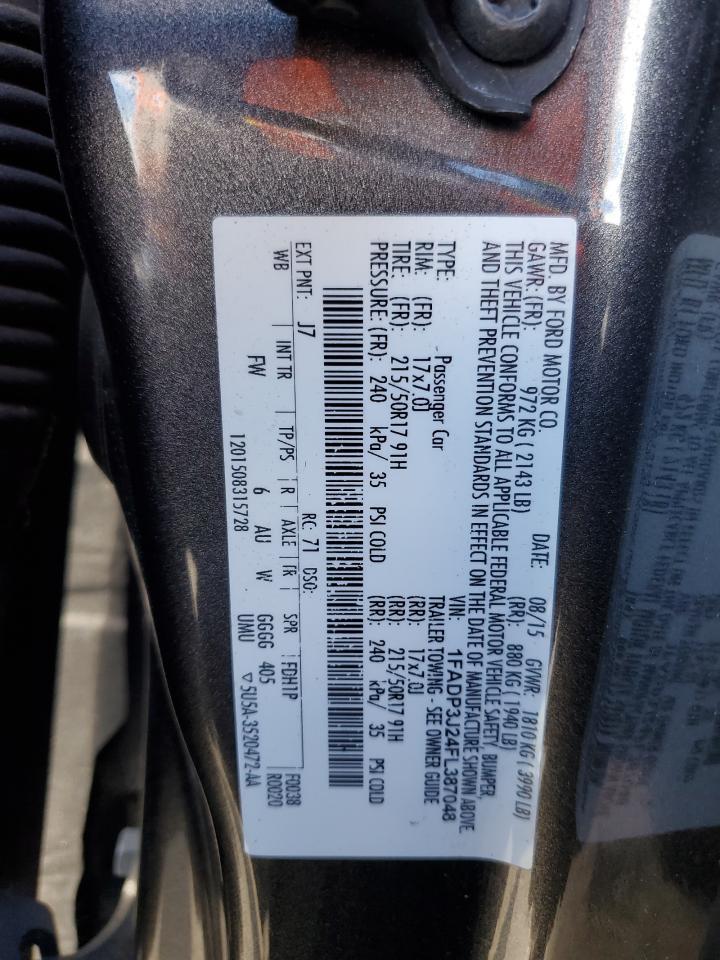 MFD. BY FORD MOTOR CO.
DATE: 08/15 GVWR: 1810 KG ( 3990 LB)
GAWR: (FR): 972 KG ( 2143 LB) (RR): 880 KG ( 1940 LB)
THIS VEHICLE CONFORMS TO ALL APPLICABLE FEDERAL MOTOR VEHICLE SAFETY, BUMPER,
AND THEFT PREVENTION STANDARDS IN EFFECT ON THE DATE OF MANUFACTURE SHOWN ABOVE.
VIN: 1FADP3J24FL387048
TYPE: Passenger Car TRAILER TOWING - SEE OWNER GUIDE
RIM: (FR): 17x7.0J (RR): 17x7.0J
TIRE: (FR): 215/50R17 91H (RR): 215/50R17 91H
PRESSURE: (FR): 240 kPa/ 35 PSI COLD (RR): 240 kPa/ 35 PSI COLD
EXT PNT: J7 RC: 71 DSO: FDH1P F0038
WB INT TR TP/PS R AXLE TR SPR R0020
FW 6 AU W GGGG 405
1201508315728 UMU ▽5U5A-3520472-AA